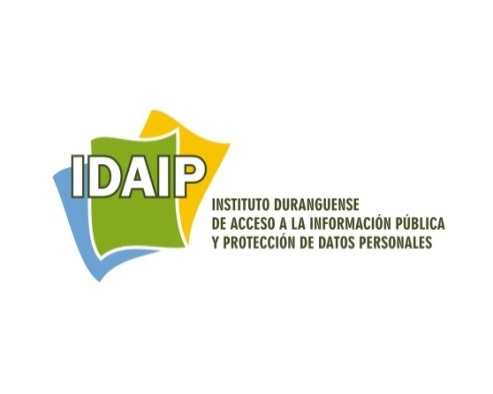 IDAIP
INSTITUTO DURANGUENSE
DE ACCESO A LA INFORMACIÓN PÚBLICA
Y PROTECCIÓN DE DATOS PERSONALES